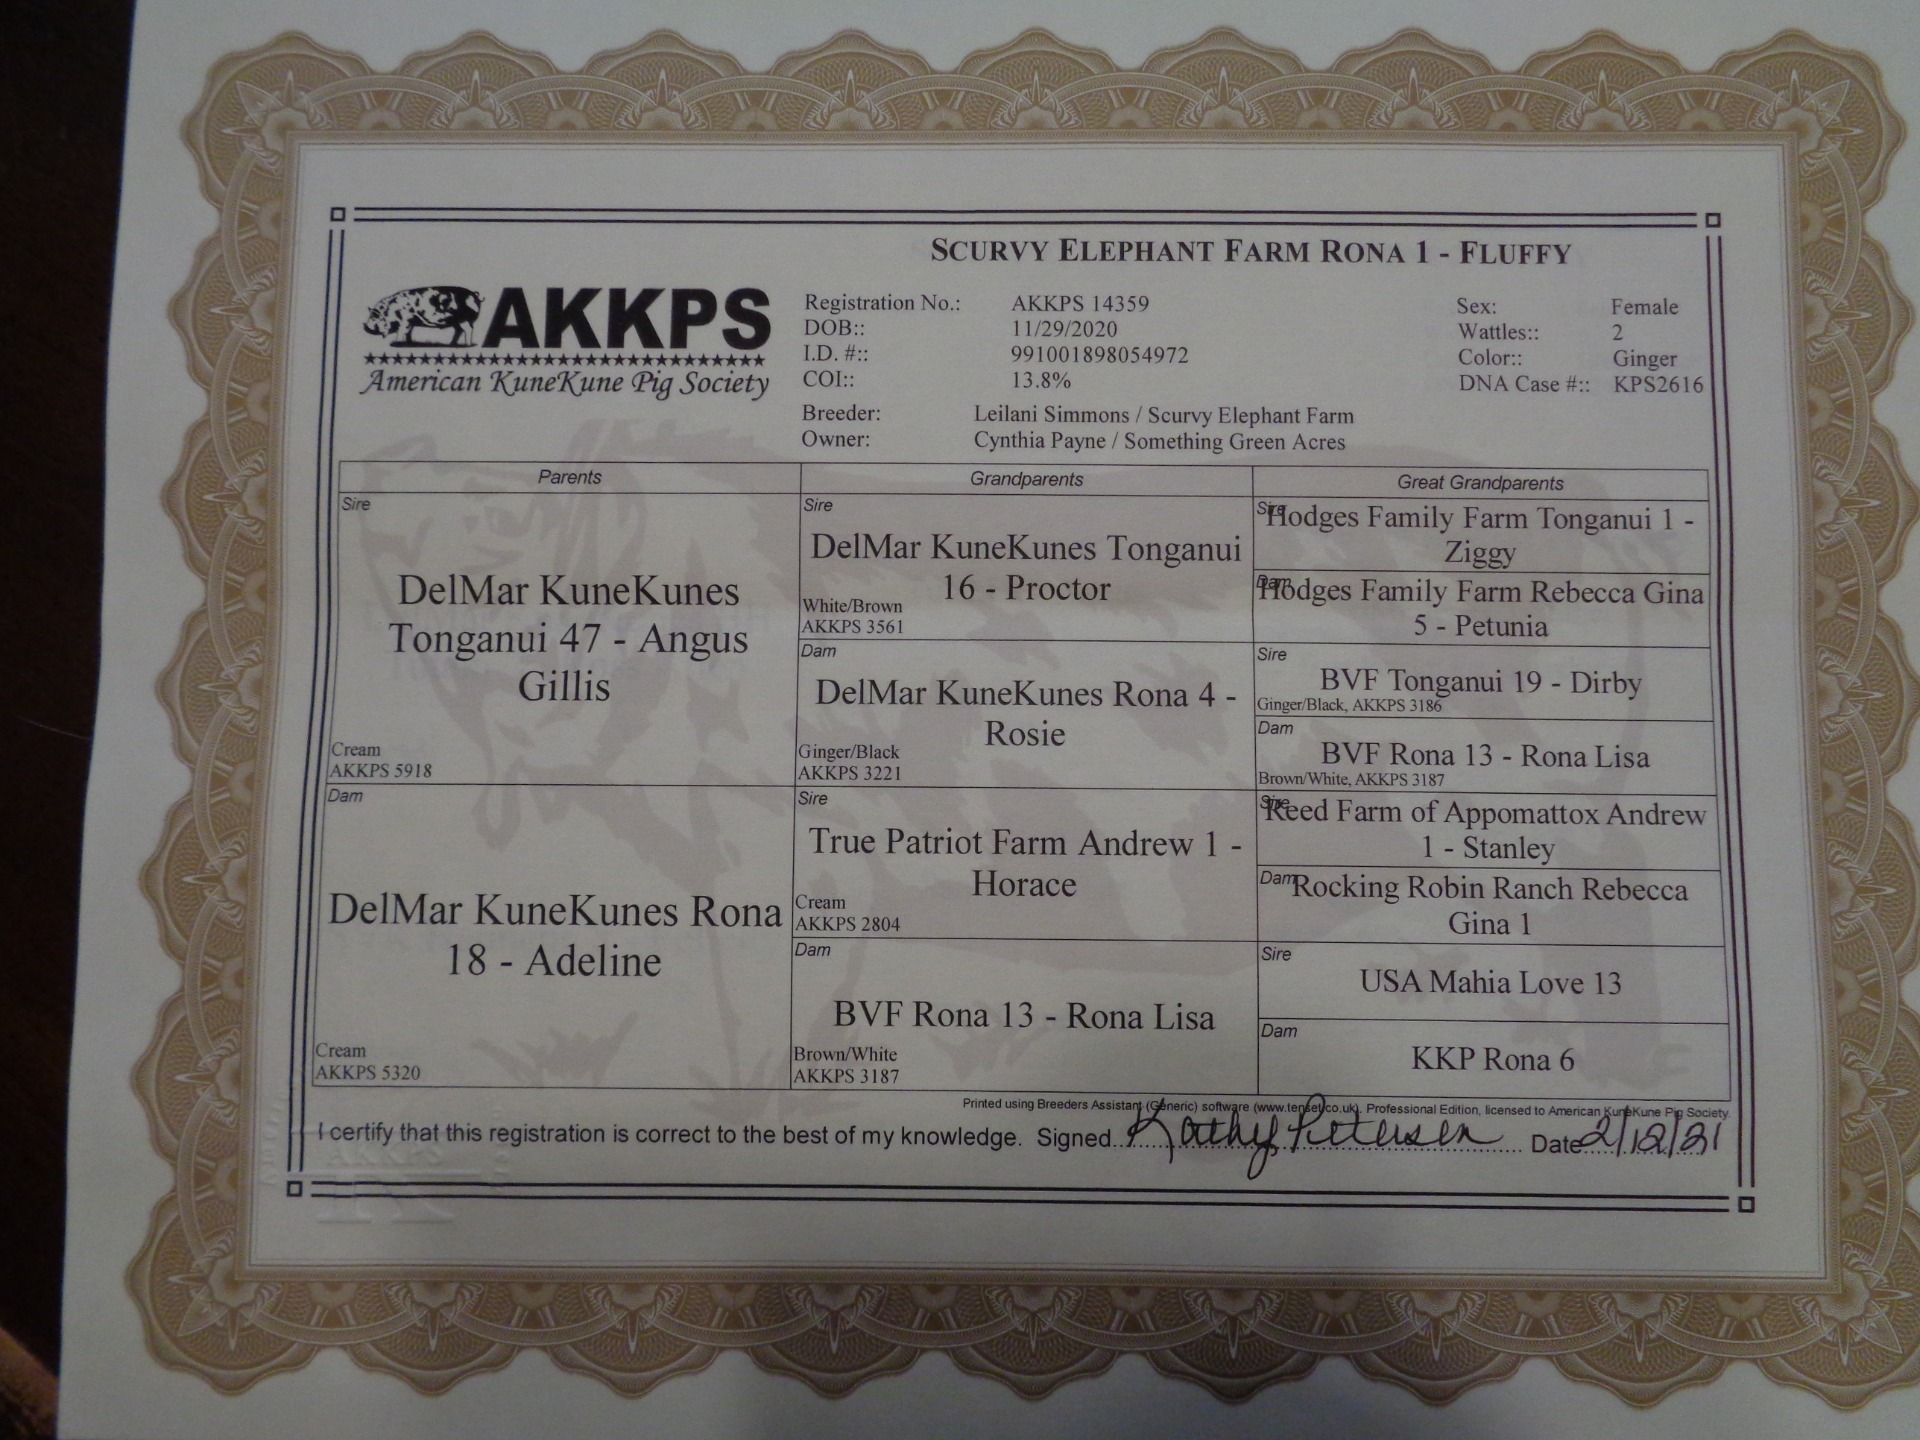 SCURVY ELEPHANT FARM RONA 1 - FLUFFY
AKKPS
American KuneKune Pig Society
Registration No.: AKKPS 14359
DOB:: 11/29/2020
I.D. #:: 991001898054972
COI:: 13.8%
Sex: Female
Wattles:: 2
Color:: Ginger
DNA Case #:: KPS2616
Breeder: Leilani Simmons / Scurvy Elephant Farm
Owner: Cynthia Payne / Something Green Acres
Parents
Sire
DelMar KuneKunes
Tonganui 47 - Angus
Gillis
Cream
AKKPS 5918
Dam
DelMar KuneKunes Rona
18 - Adeline
Cream
AKKPS 5320
Grandparents
Sire
DelMar KuneKunes Tonganui
16 - Proctor
White/Brown
AKKPS 3561
Dam
DelMar KuneKunes Rona 4 -
Rosie
Ginger/Black
AKKPS 3221
Sire
True Patriot Farm Andrew 1 -
Horace
Cream
AKKPS 2804
Dam
BVF Rona 13 - Rona Lisa
Brown/White
AKKPS 3187
Great Grandparents
Sire
Hodges Family Farm Tonganui 1 -
Ziggy
Dam
Hodges Family Farm Rebecca Gina
5 - Petunia
Sire
BVF Tonganui 19 - Dirby
Ginger/Black, AKKPS 3186
Dam
BVF Rona 13 - Rona Lisa
Brown/White, AKKPS 3187
Sire
Reed Farm of Appomattox Andrew
1 - Stanley
Dam
Rocking Robin Ranch Rebecca
Gina 1
Sire
USA Mahia Love 13
Dam
KKP Rona 6
Printed using Breeders Assistant (Generic) software (www.tenset.co.uk). Professional Edition, licensed to American KuneKune Pig Society.
I certify that this registration is correct to the best of my knowledge. Signed Kathy Petersen Date 2/12/21
AKKPS